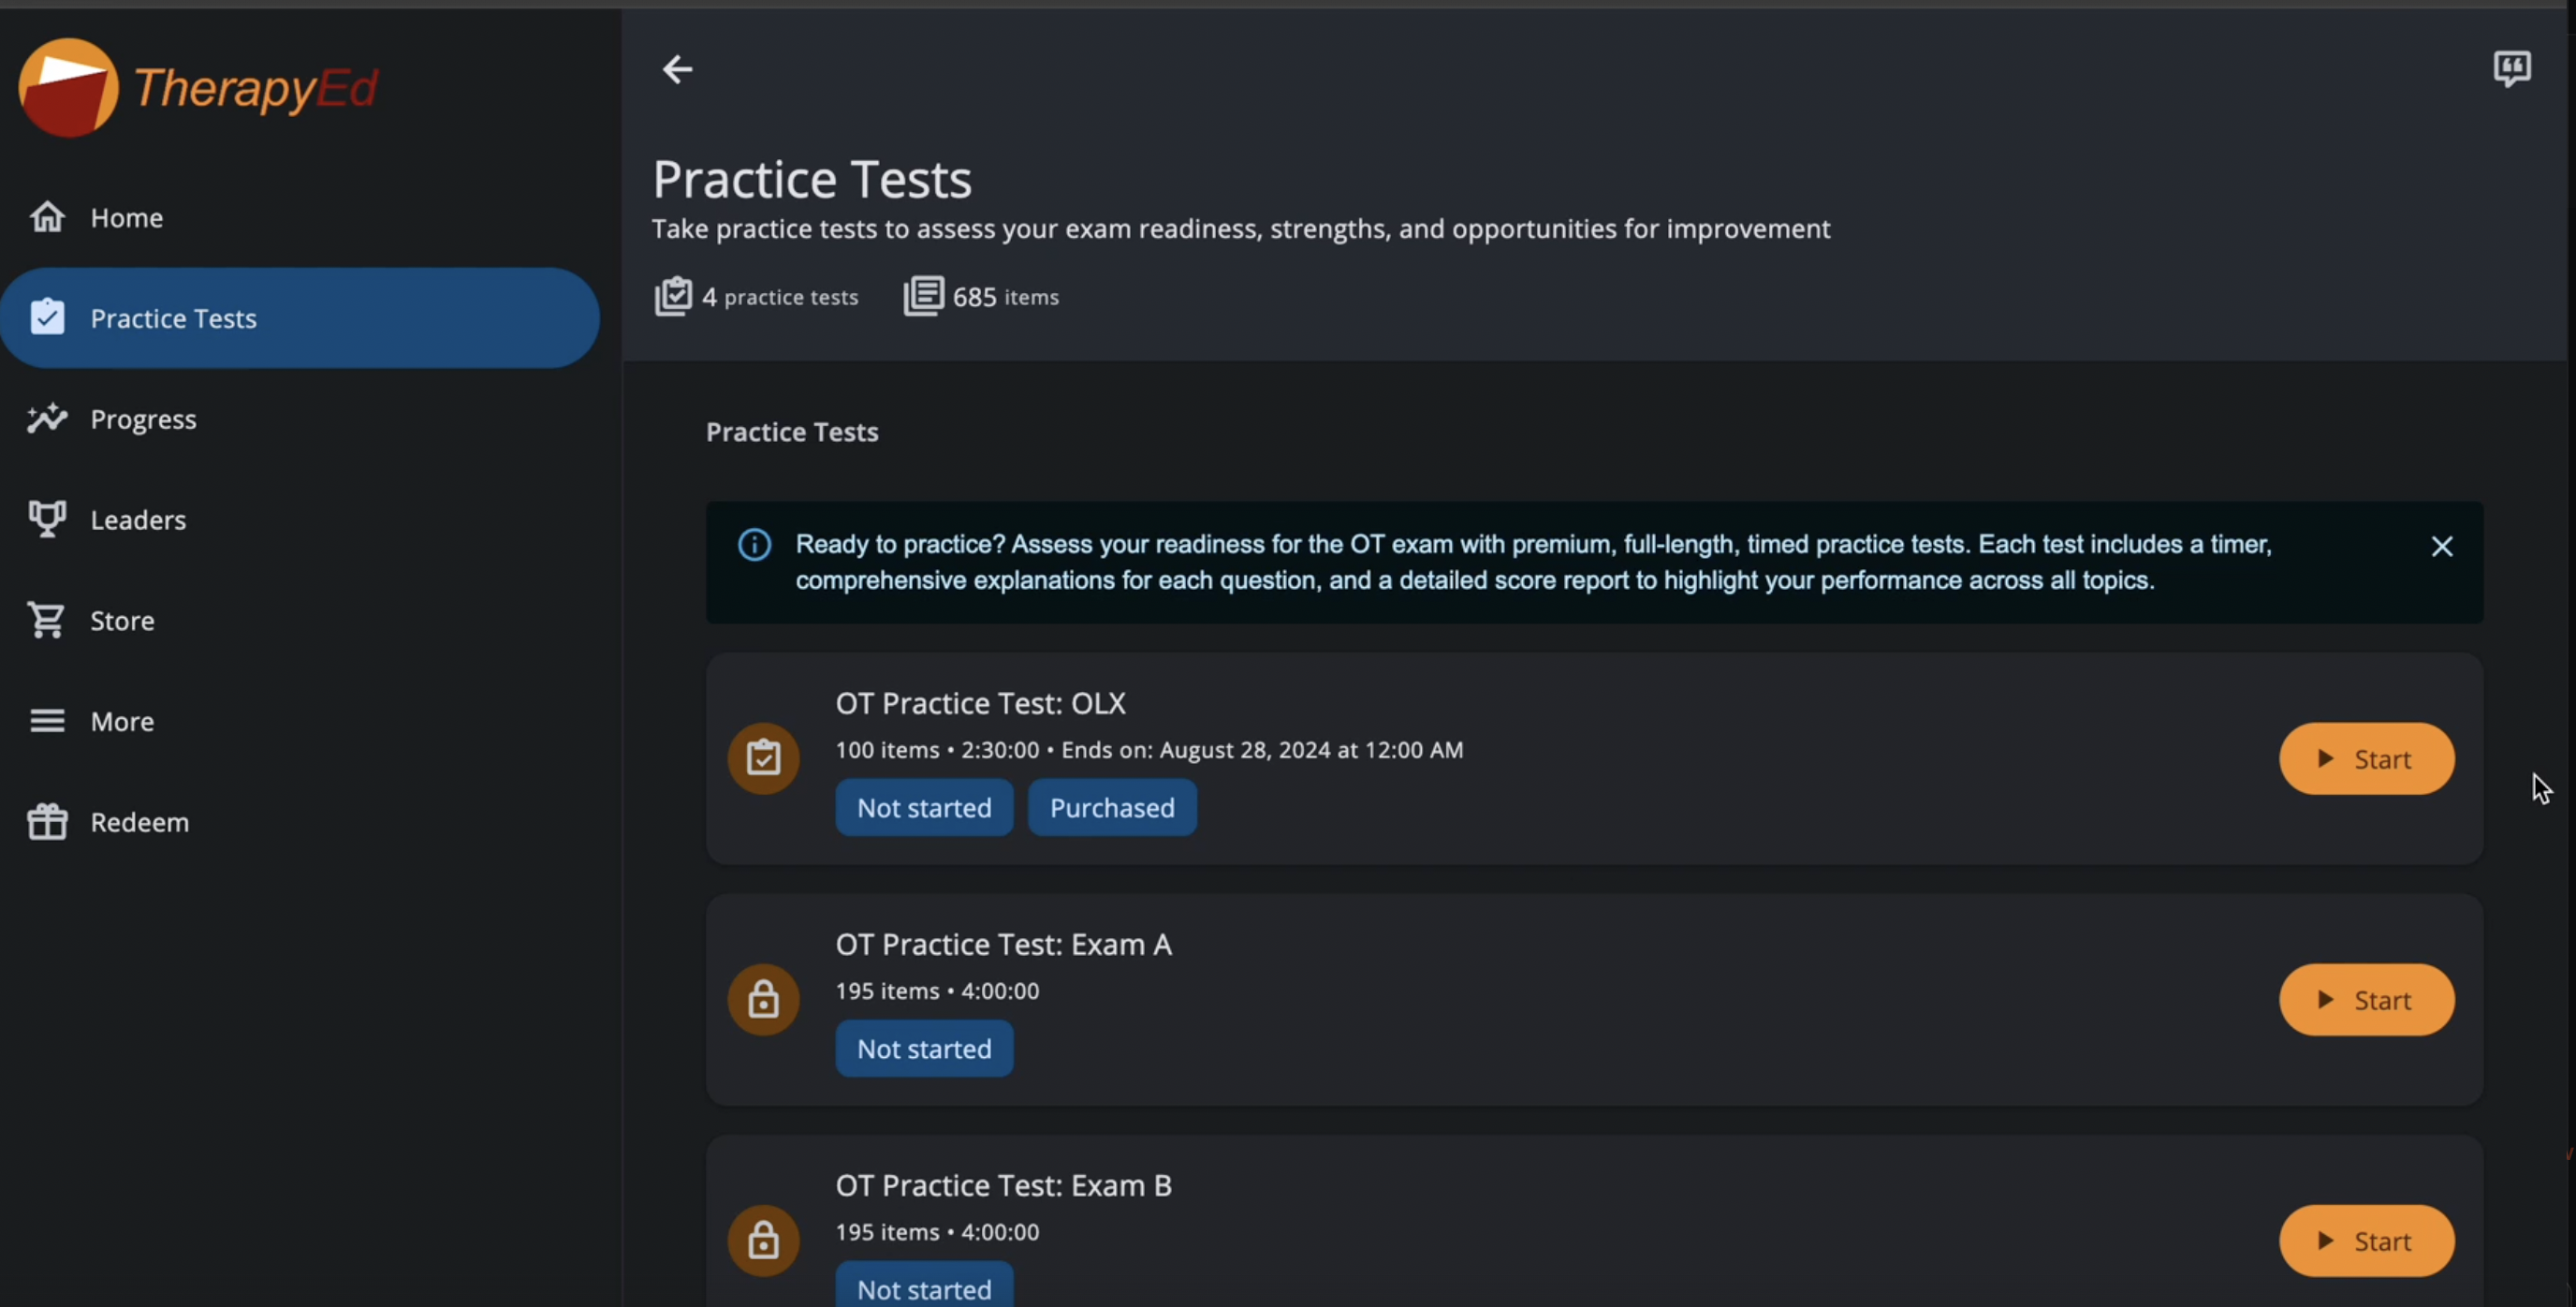 TherapyEd
Home
Practice Tests
Progress
Leaders
Store
More
Redeem
Practice Tests
Take practice tests to assess your exam readiness, strengths, and opportunities for improvement
4 practice tests
685 items
Practice Tests
Ready to practice? Assess your readiness for the OT exam with premium, full-length, timed practice tests. Each test includes a timer,
comprehensive explanations for each question, and a detailed score report to highlight your performance across all topics.
OT Practice Test: OLX
100 items • 2:30:00 • Ends on: August 28, 2024 at 12:00 AM
Not started
Purchased
Start
OT Practice Test: Exam A
195 items • 4:00:00
Not started
Start
OT Practice Test: Exam B
195 items • 4:00:00
Not started
Start